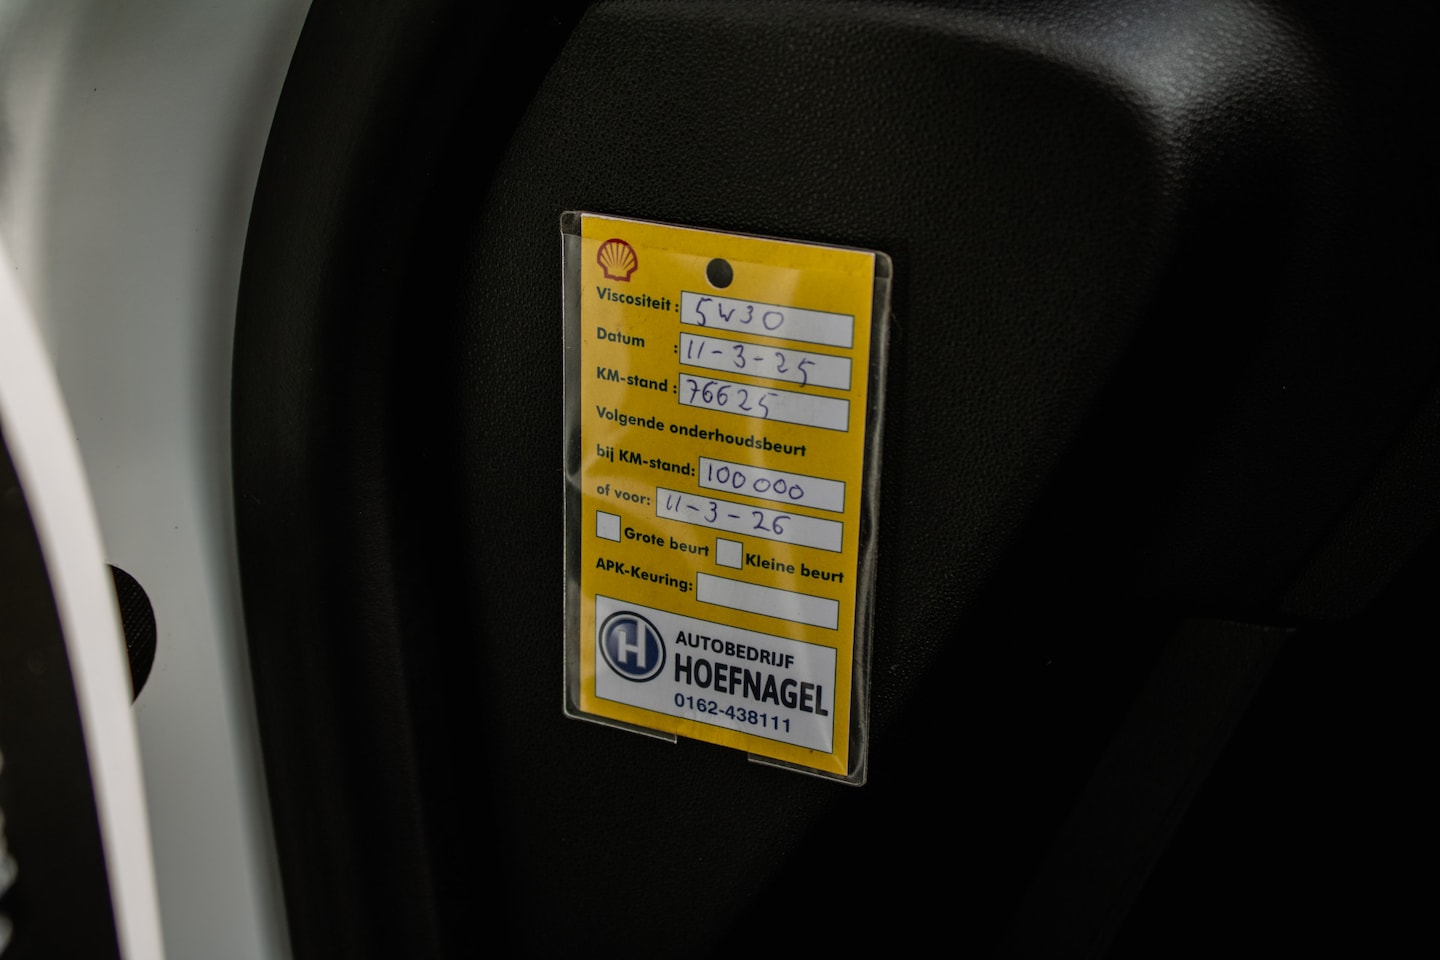 Viscositeit : 5W30
Datum : 11-3-25
KM-stand : 76625
Volgende onderhoudsbeurt
bij KM-stand: 100 000
of voor: 11-3-26
Grote beurt Kleine beurt
APK-Keuring:
H AUTOBEDRIJF
HOEFNAGEL
0162-438111